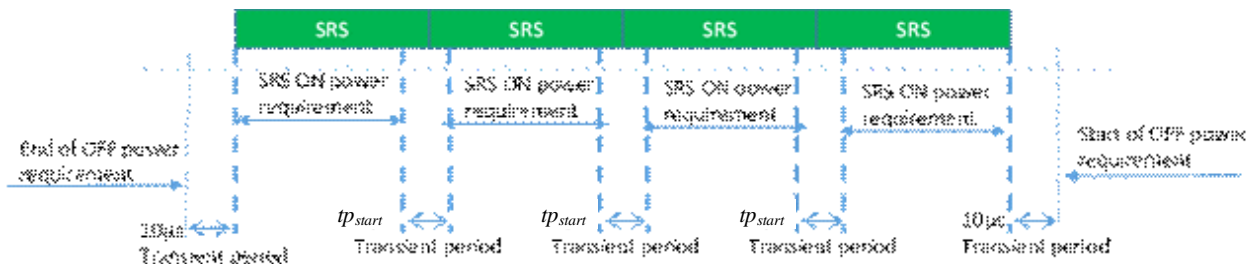 SRS SRS SRS SRS
SRS ON power
requirement
SRS ON power
requirement
SRS ON power
requirement
SRS ON power
requirement.
End of OFF power
requirement
Start of OFF power
requirement
10µs
Transient period
tpstart
Transient period
tpstart
Transient period
tpstart
Transient period
10µs
Transient period